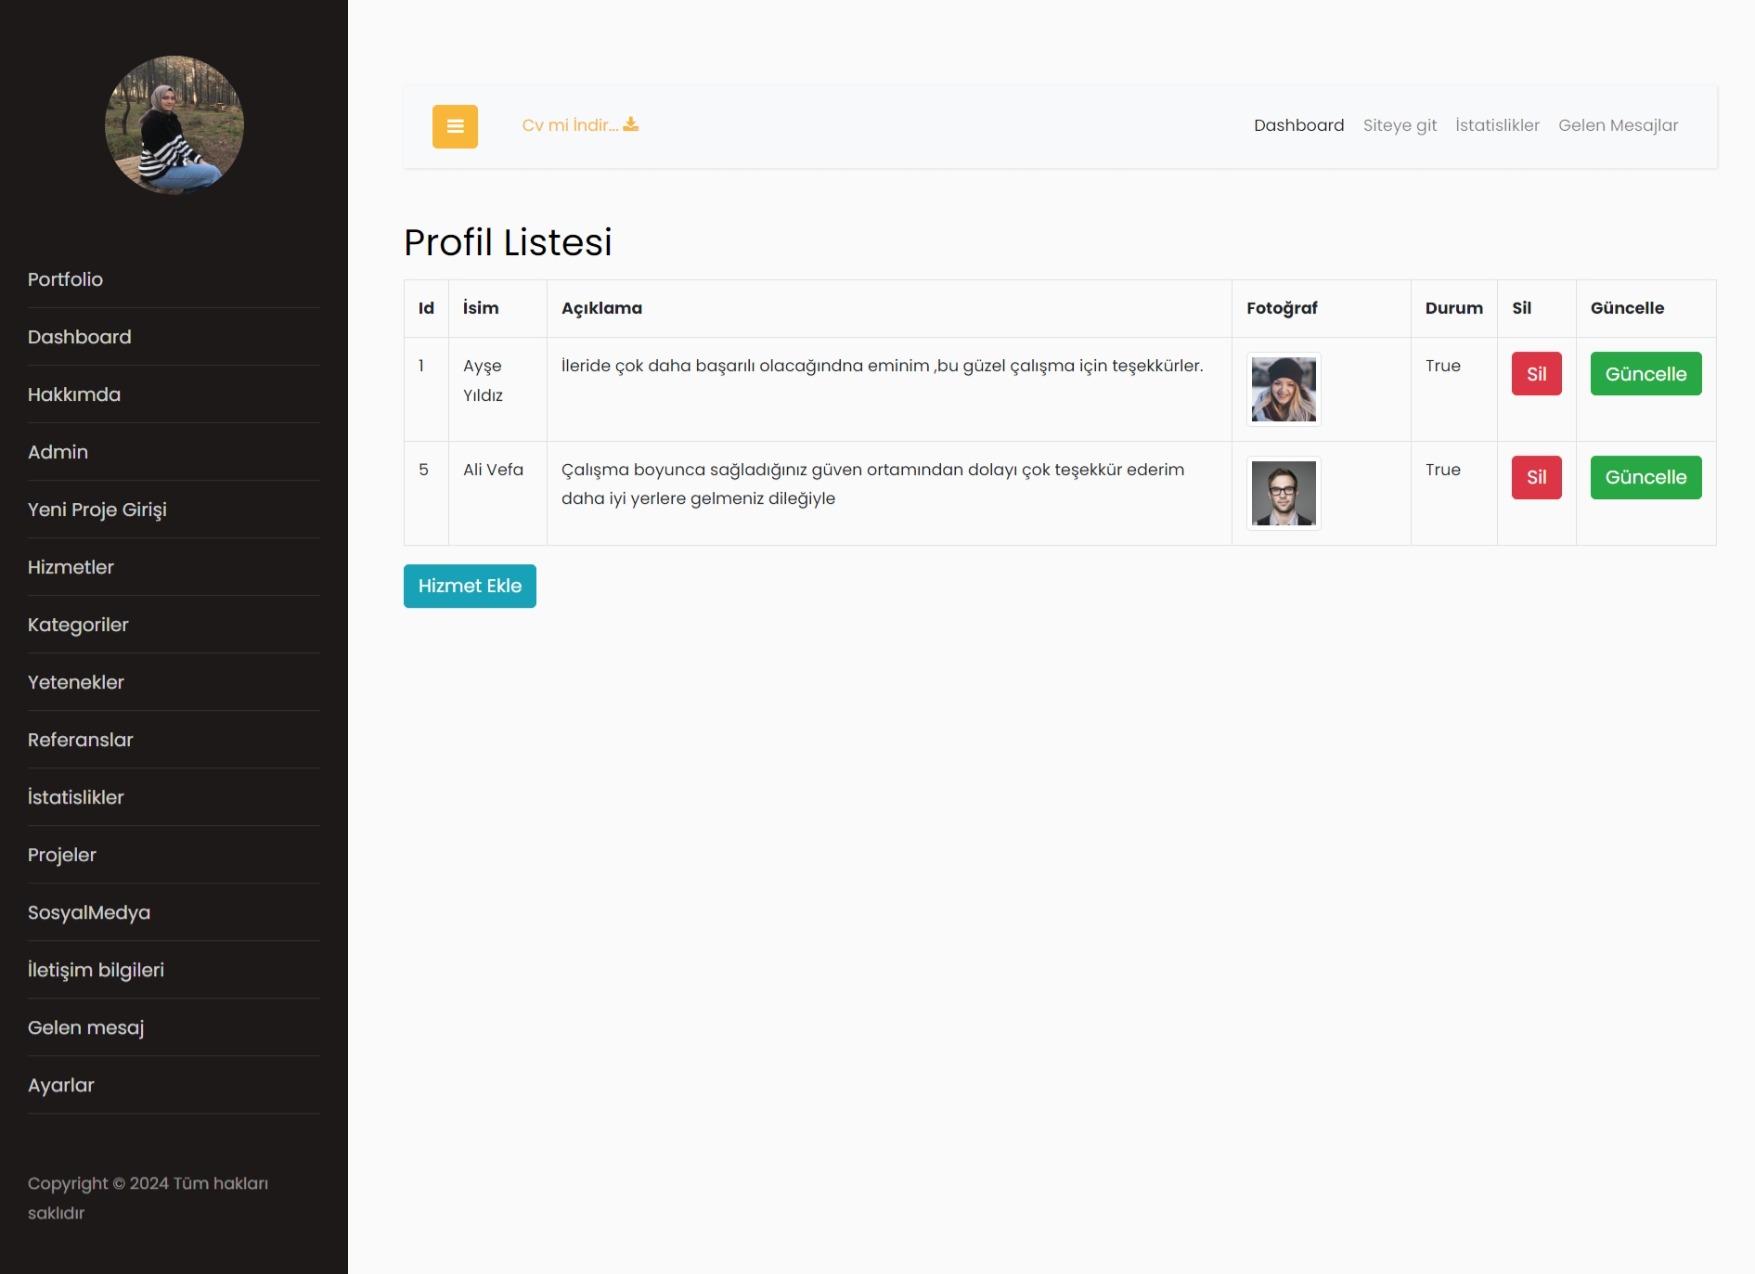 Portfolio
Dashboard
Hakkımda
Admin
Yeni Proje Girişi
Hizmetler
Kategoriler
Yetenekler
Referanslar
İstatislikler
Projeler
SosyalMedya
İletişim bilgileri
Gelen mesaj
Ayarlar
Copyright © 2024 Tüm hakları
saklıdır
Cv mi İndir...
Dashboard Siteye git İstatislikler Gelen Mesajlar
Profil Listesi
Id İsim Açıklama Fotoğraf Durum Sil Güncelle
1 Ayşe İleride çok daha başarılı olacağındna eminim ,bu güzel çalışma için teşekkürler. True Sil Güncelle
Yıldız
5 Ali Vefa Çalışma boyunca sağladığınız güven ortamından dolayı çok teşekkür ederim True Sil Güncelle
daha iyi yerlere gelmeniz dileğiyle
Hizmet Ekle